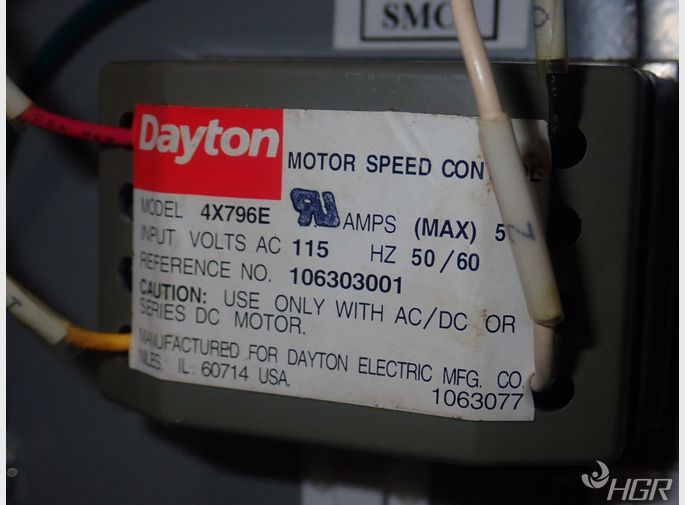 SMC
Dayton
MOTOR SPEED CON OL
MODEL 4X796E
AMPS (MAX) 5
INPUT VOLTS AC 115 HZ 50/60
REFERENCE NO. 106303001
CAUTION: USE ONLY WITH AC/DC OR
SERIES DC MOTOR.
MANUFACTURED FOR DAYTON ELECTRIC MFG. CO.
NILES, IL. 60714 USA.
1063077
HGR